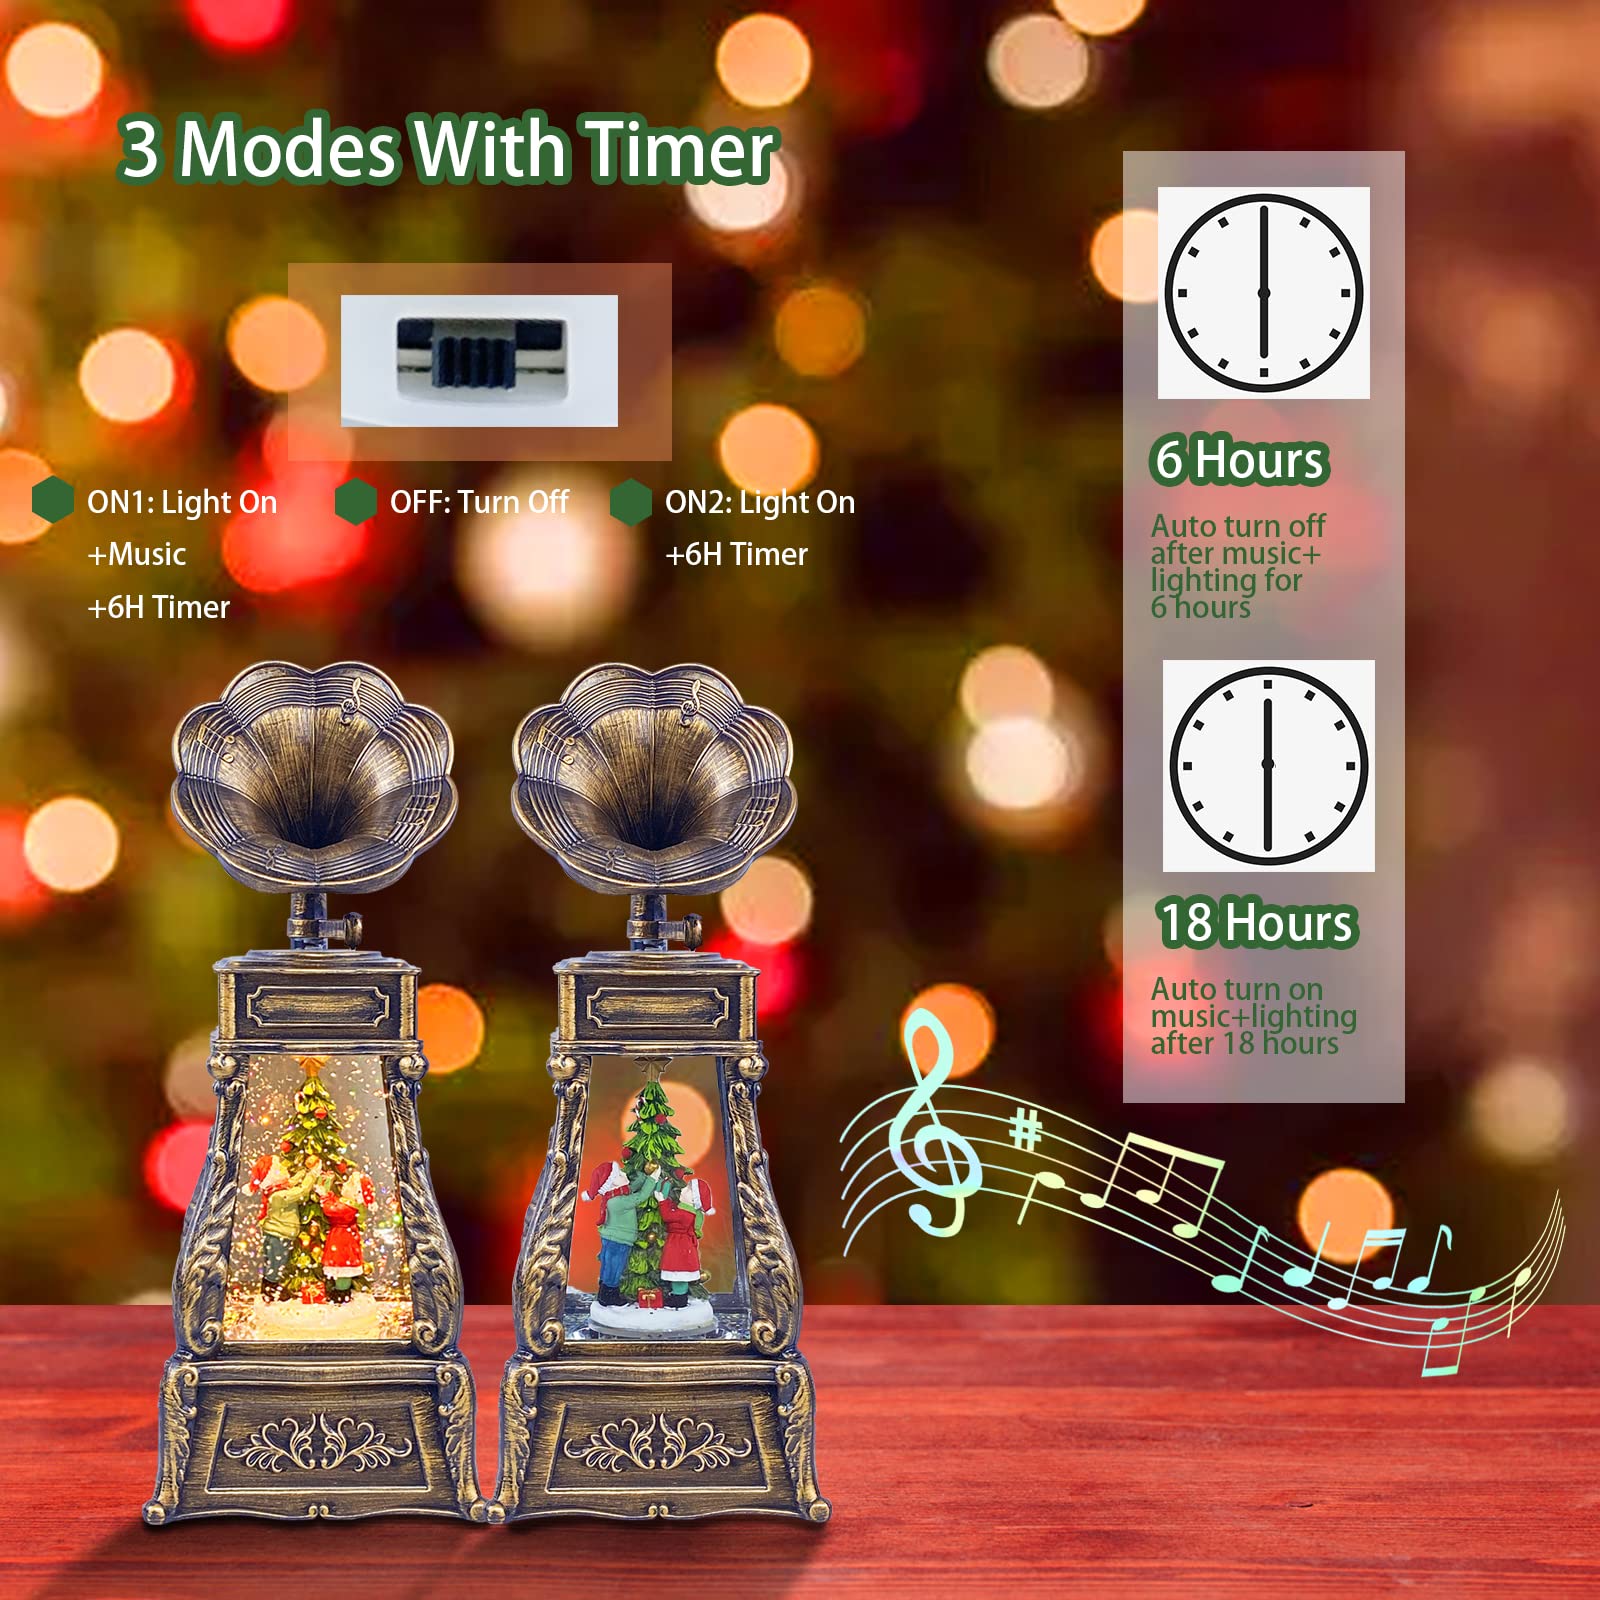 3 Modes With Timer
ON1: Light On
+Music
+6H Timer
OFF: Turn Off
ON2: Light On
+6H Timer
6 Hours
Auto turn off
after music+
lighting for
6 hours
18 Hours
Auto turn on
music+lighting
after 18 hours